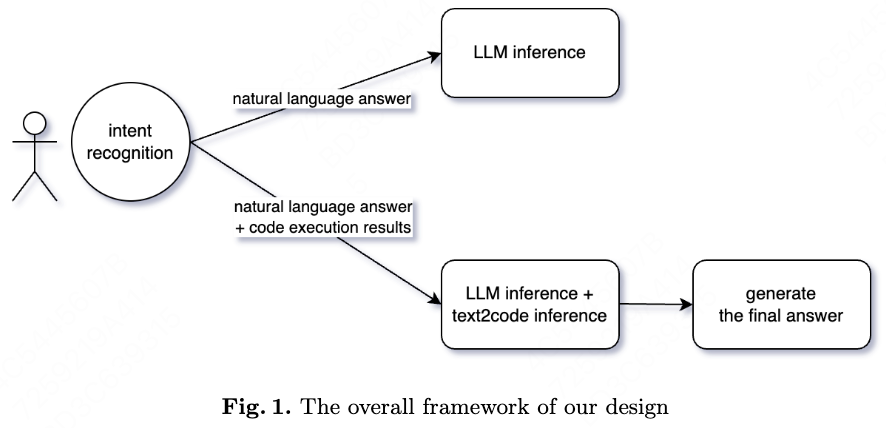 LLM inference
natural language answer
intent
recognition
natural language answer
+ code execution results
LLM inference +
text2code inference
generate
the final answer
Fig. 1. The overall framework of our design